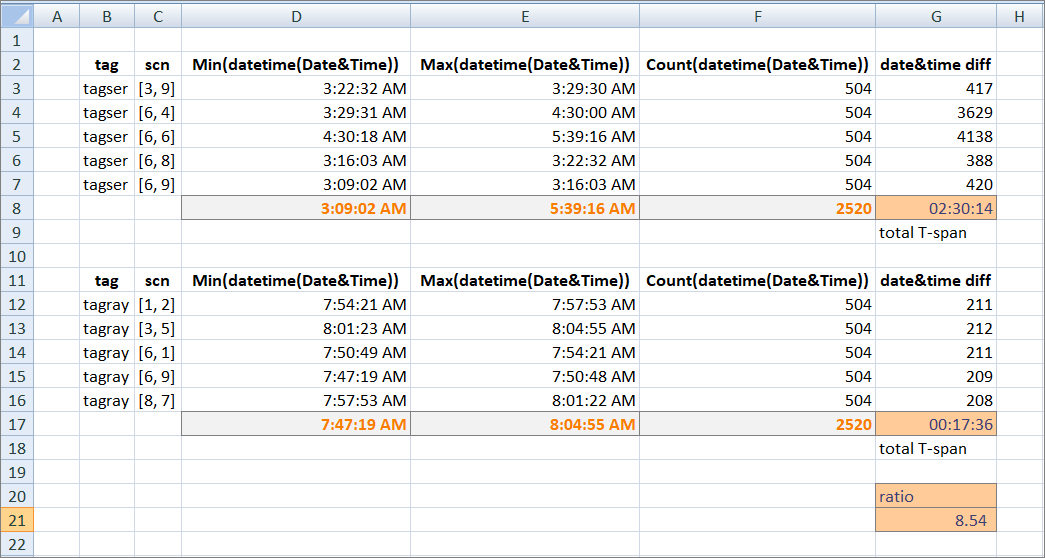 A B C D E F G H
1
2 tag scn Min(datetime(Date&Time)) Max(datetime(Date&Time)) Count(datetime(Date&Time)) date&time diff
3 tagser [3, 9] 3:22:32 AM 3:29:30 AM 504 417
4 tagser [6, 4] 3:29:31 AM 4:30:00 AM 504 3629
5 tagser [6, 6] 4:30:18 AM 5:39:16 AM 504 4138
6 tagser [6, 8] 3:16:03 AM 3:22:32 AM 504 388
7 tagser [6, 9] 3:09:02 AM 3:16:03 AM 504 420
8 3:09:02 AM 5:39:16 AM 2520 02:30:14
9 total T-span
10
11 tag scn Min(datetime(Date&Time)) Max(datetime(Date&Time)) Count(datetime(Date&Time)) date&time diff
12 tagray [1, 2] 7:54:21 AM 7:57:53 AM 504 211
13 tagray [3, 5] 8:01:23 AM 8:04:55 AM 504 212
14 tagray [6, 1] 7:50:49 AM 7:54:21 AM 504 211
15 tagray [6, 9] 7:47:19 AM 7:50:48 AM 504 209
16 tagray [8, 7] 7:57:53 AM 8:01:22 AM 504 208
17 7:47:19 AM 8:04:55 AM 2520 00:17:36
18 total T-span
19
20 ratio
21 8.54
22